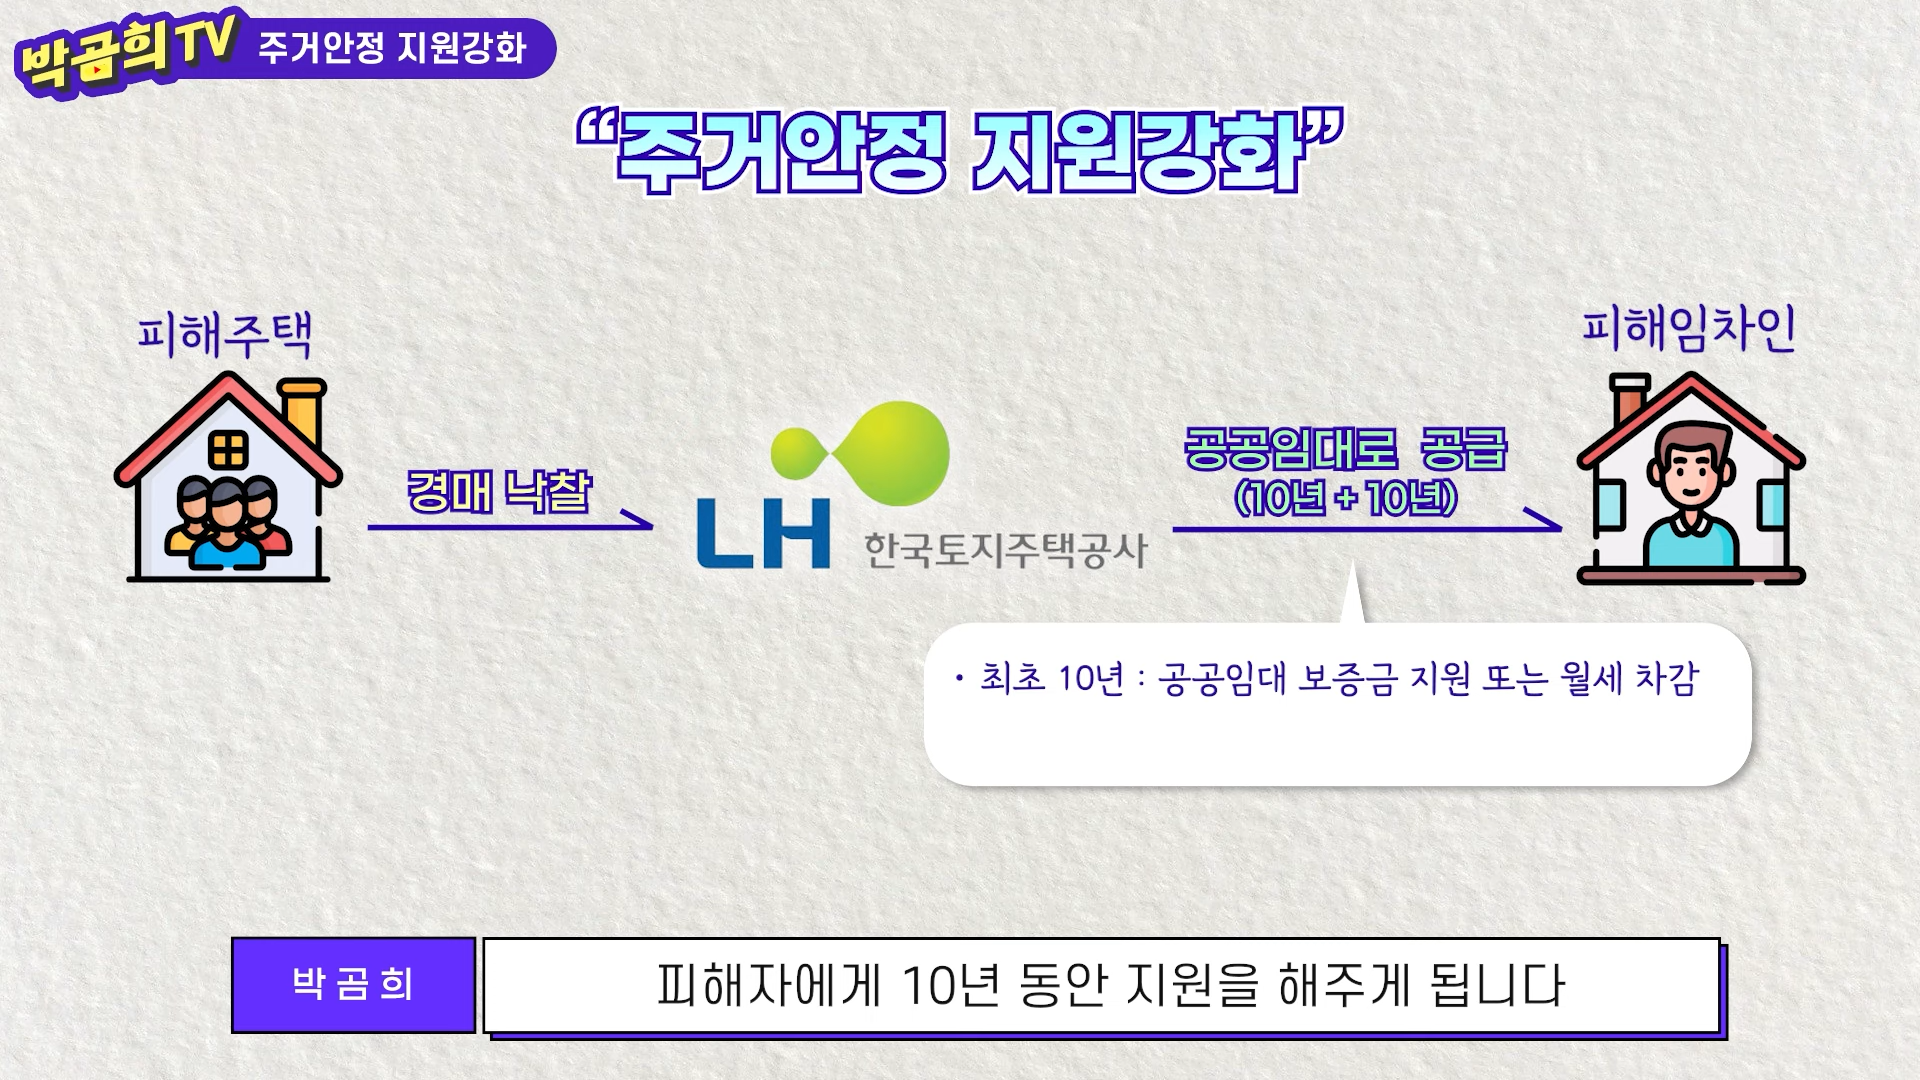 박곰희TV
주거안정 지원강화
“주거안정 지원강화”
피해주택
경매 낙찰
LH 한국토지주택공사
공공임대로 공급
(10년 + 10년)
피해임차인
• 최초 10년 : 공공임대 보증금 지원 또는 월세 차감
박곰희
피해자에게 10년 동안 지원을 해주게 됩니다